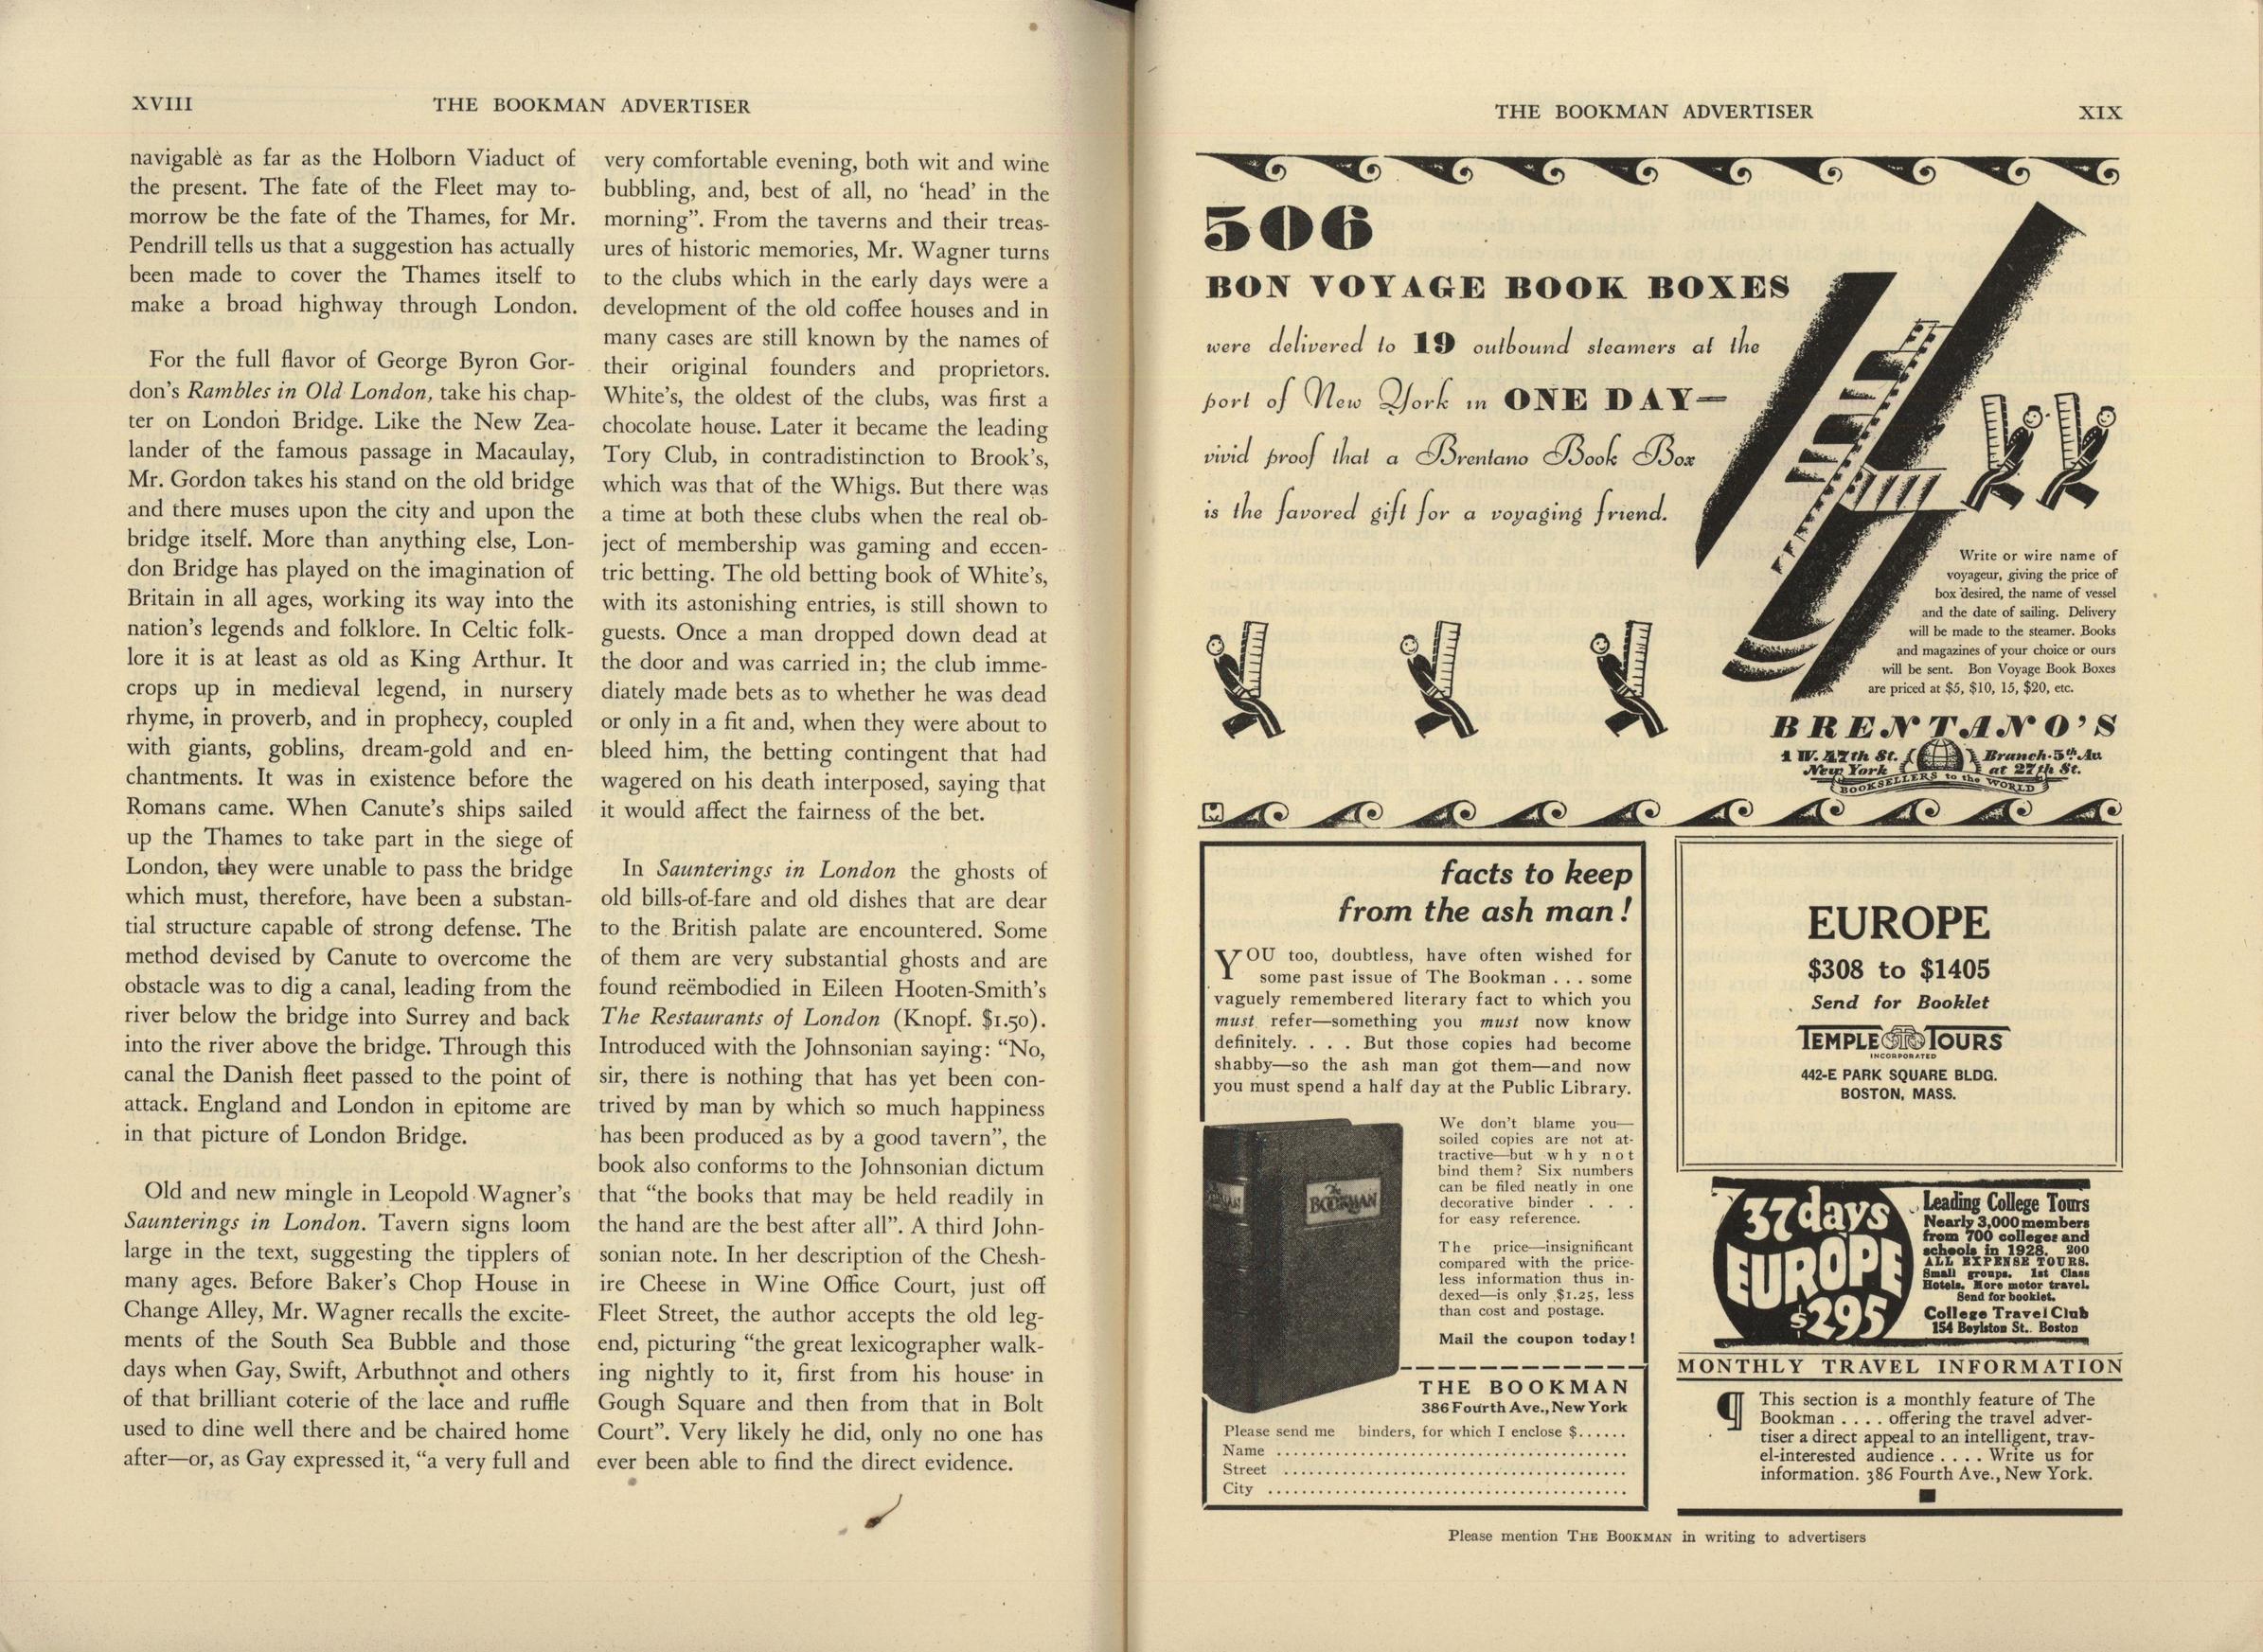 XVIII
THE BOOKMAN ADVERTISER
navigable as far as the Holborn Viaduct of
the present. The fate of the Fleet may to-
morrow be the fate of the Thames, for Mr.
Pendrill tells us that a suggestion has actually
been made to cover the Thames itself to
make a broad highway through London.
For the full flavor of George Byron Gor-
don's Rambles in Old London, take his chap-
ter on London Bridge. Like the New Zea-
lander of the famous passage in Macaulay,
Mr. Gordon takes his stand on the old bridge
and there muses upon the city and upon the
bridge itself. More than anything else, Lon-
don Bridge has played on the imagination of
Britain in all ages, working its way into the
nation's legends and folklore. In Celtic folk-
lore it is at least as old as King Arthur. It
crops up in medieval legend, in nursery
rhyme, in proverb, and in prophecy, coupled
with giants, goblins, dream-gold and en-
chantments. It was in existence before the
Romans came. When Canute's ships sailed
up the Thames to take part in the siege of
London, they were unable to pass the bridge
which must, therefore, have been a substan-
tial structure capable of strong defense. The
method devised by Canute to overcome the
obstacle was to dig a canal, leading from the
river below the bridge into Surrey and back
into the river above the bridge. Through this
canal the Danish fleet passed to the point of
attack. England and London in epitome are
in that picture of London Bridge.
Old and new mingle in Leopold Wagner's
Saunterings in London. Tavern signs loom
large in the text, suggesting the tipplers of
many ages. Before Baker's Chop House in
Change Alley, Mr. Wagner recalls the excite-
ments of the South Sea Bubble and those
days when Gay, Swift, Arbuthnot and others
of that brilliant coterie of the lace and ruffle
used to dine well there and be chaired home
after—or, as Gay expressed it, “a very full and
very comfortable evening, both wit and wine
bubbling, and, best of all, no ‘head’ in the
morning”. From the taverns and their treas-
ures of historic memories, Mr. Wagner turns
to the clubs which in the early days were a
development of the old coffee houses and in
many cases are still known by the names of
their original founders and proprietors.
White's, the oldest of the clubs, was first a
chocolate house. Later it became the leading
Tory Club, in contradistinction to Brook's,
which was that of the Whigs. But there was
a time at both these clubs when the real ob-
ject of membership was gaming and eccen-
tric betting. The old betting book of White's,
with its astonishing entries, is still shown to
guests. Once a man dropped down dead at
the door and was carried in; the club imme-
diately made bets as to whether he was dead
or only in a fit and, when they were about to
bleed him, the betting contingent that had
wagered on his death interposed, saying that
it would affect the fairness of the bet.
In Saunterings in London the ghosts of
old bills-of-fare and old dishes that are dear
to the British palate are encountered. Some
of them are very substantial ghosts and are
found reëmbodied in Eileen Hooten-Smith's
The Restaurants of London (Knopf. $1.50).
Introduced with the Johnsonian saying: “No,
sir, there is nothing that has yet been con-
trived by man by which so much happiness
has been produced as by a good tavern”, the
book also conforms to the Johnsonian dictum
that “the books that may be held readily in
the hand are the best after all”. A third John-
sonian note. In her description of the Chesh-
ire Cheese in Wine Office Court, just off
Fleet Street, the author accepts the old leg-
end, picturing “the great lexicographer walk-
ing nightly to it, first from his house in
Gough Square and then from that in Bolt
Court”. Very likely he did, only no one has
ever been able to find the direct evidence.
THE BOOKMAN ADVERTISER
XIX
506
BON VOYAGE BOOK BOXES
were delivered to 19 outbound steamers at the
port of New York in ONE DAY—
vivid proof that a Brentano Book Box
is the favored gift for a voyaging friend.
Write or wire name of
voyageur, giving the price of
box desired, the name of vessel
and the date of sailing. Delivery
will be made to the steamer. Books
and magazines of your choice or ours
will be sent. Bon Voyage Book Boxes
are priced at $5, $10, 15, $20, etc.
BRENTANO'S
1 W. 47th St. Branch-5th Av.
New York at 27th St.
BOOKSELLERS to the WORLD
facts to keep
from the ash man!
YOU too, doubtless, have often wished for
some past issue of The Bookman . . . some
vaguely remembered literary fact to which you
must refer—something you must now know
definitely. . . . But those copies had become
shabby—so the ash man got them—and now
you must spend a half day at the Public Library.
We don't blame you—
soiled copies are not at-
tractive—but why not
bind them? Six numbers
can be filed neatly in one
decorative binder . . .
for easy reference.
The price—insignificant
compared with the price-
less information thus in-
dexed—is only $1.25, less
than cost and postage.
Mail the coupon today!
The BOOKMAN
THE BOOKMAN
386 Fourth Ave., New York
Please send me binders, for which I enclose $......
Name
Street
City
EUROPE
$308 to $1405
Send for Booklet
TEMPLE TOURS
INCORPORATED
442-E PARK SQUARE BLDG.
BOSTON, MASS.
37 days
EUROPE
$295
Leading College Tours
Nearly 3,000 members
from 700 colleges and
schools in 1928. 200
ALL EXPENSE TOURS.
Small groups. 1st Class
Hotels. More motor travel.
Send for booklet.
College Travel Club
154 Boylston St. Boston
MONTHLY TRAVEL INFORMATION
¶ This section is a monthly feature of The
Bookman .... offering the travel adver-
tiser a direct appeal to an intelligent, trav-
el-interested audience .... Write us for
information. 386 Fourth Ave., New York.
Please mention THE BOOKMAN in writing to advertisers